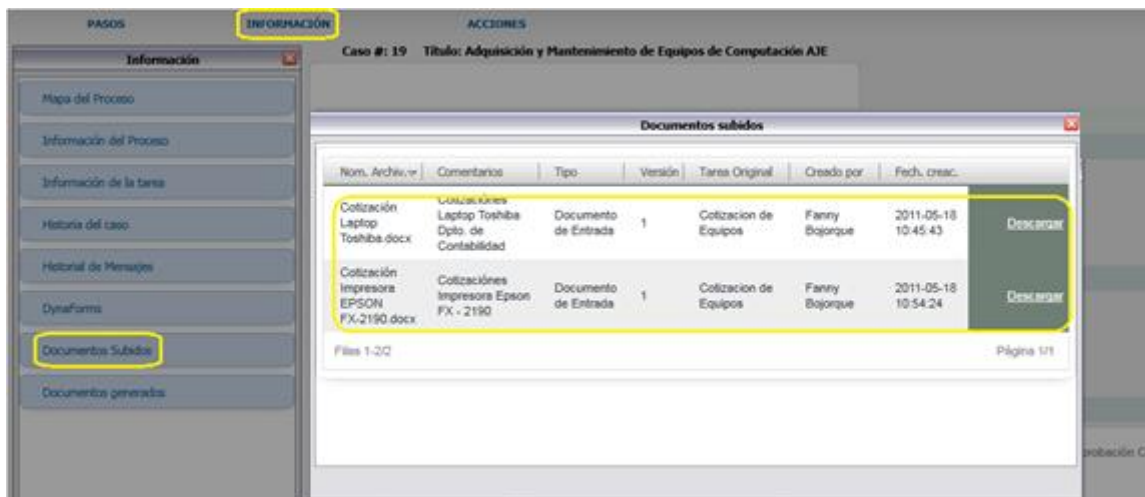 PASOS INFORMACIÓN ACCIONES
Información
Caso #: 19 Título: Adquisición y Mantenimiento de Equipos de Computación AJE
Mapa del Proceso
Información del Proceso
Información de la tarea
Historia del caso
Historial de Mensajes
Dynaforms
Documentos Subidos
Documentos generados
Documentos subidos
Nom. Archiv. Comentarios Tipo Versión Tarea Original Creado por Fech. creac.
Cotización
Laptop
Toshiba.docx
Cotizaciónes
Laptop Toshiba
Dpto. de
Contabilidad
Documento
de Entrada
1
Cotizacion de
Equipos
Fanny
Bojorque
2011-05-18
10:45:43
Descargar
Cotización
Impresora
EPSON
FX-2190.docx
Cotizaciónes
Impresora Epson
FX - 2190
Documento
de Entrada
1
Cotizacion de
Equipos
Fanny
Bojorque
2011-05-18
10:54:24
Descargar
Filas 1-2/2 Página 1/1
probación C